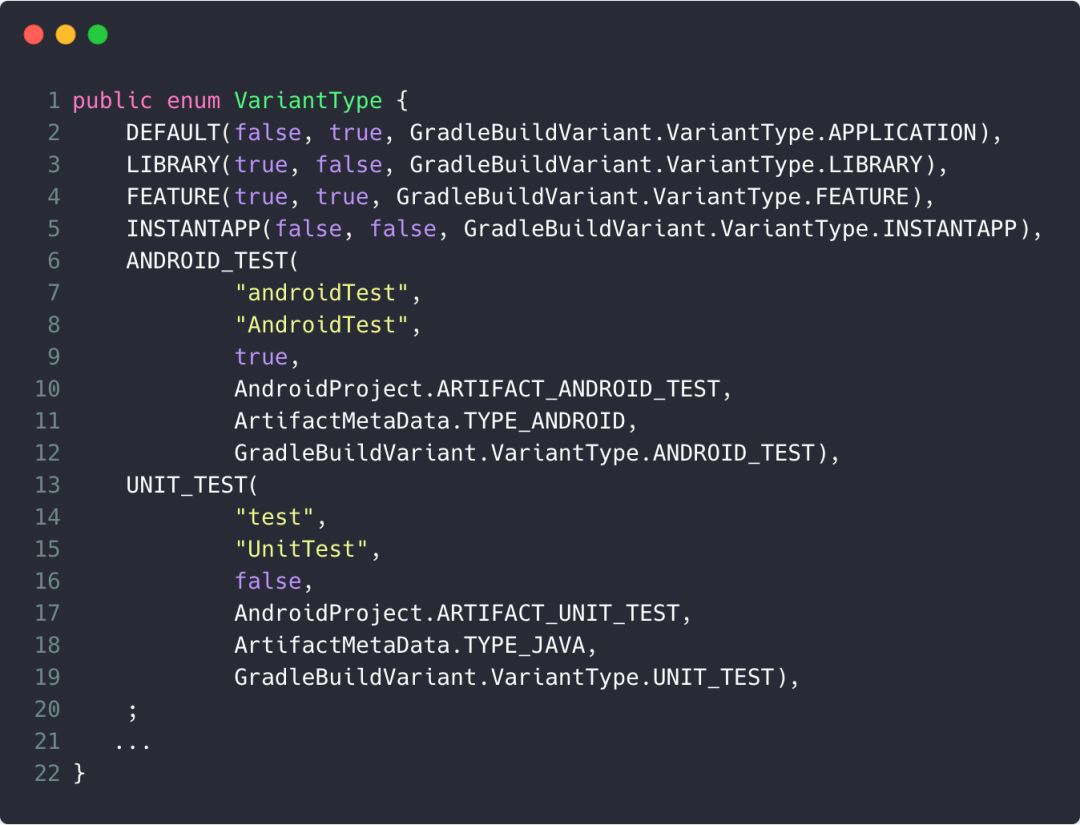 1 public enum VariantType {
2     DEFAULT(false, true, GradleBuildVariant.VariantType.APPLICATION),
3     LIBRARY(true, false, GradleBuildVariant.VariantType.LIBRARY),
4     FEATURE(true, true, GradleBuildVariant.VariantType.FEATURE),
5     INSTANTAPP(false, false, GradleBuildVariant.VariantType.INSTANTAPP),
6     ANDROID_TEST(
7             "androidTest",
8             "AndroidTest",
9             true,
10             AndroidProject.ARTIFACT_ANDROID_TEST,
11             ArtifactMetaData.TYPE_ANDROID,
12             GradleBuildVariant.VariantType.ANDROID_TEST),
13     UNIT_TEST(
14             "test",
15             "UnitTest",
16             false,
17             AndroidProject.ARTIFACT_UNIT_TEST,
18             ArtifactMetaData.TYPE_JAVA,
19             GradleBuildVariant.VariantType.UNIT_TEST),
20     ;
21    ...
22 }